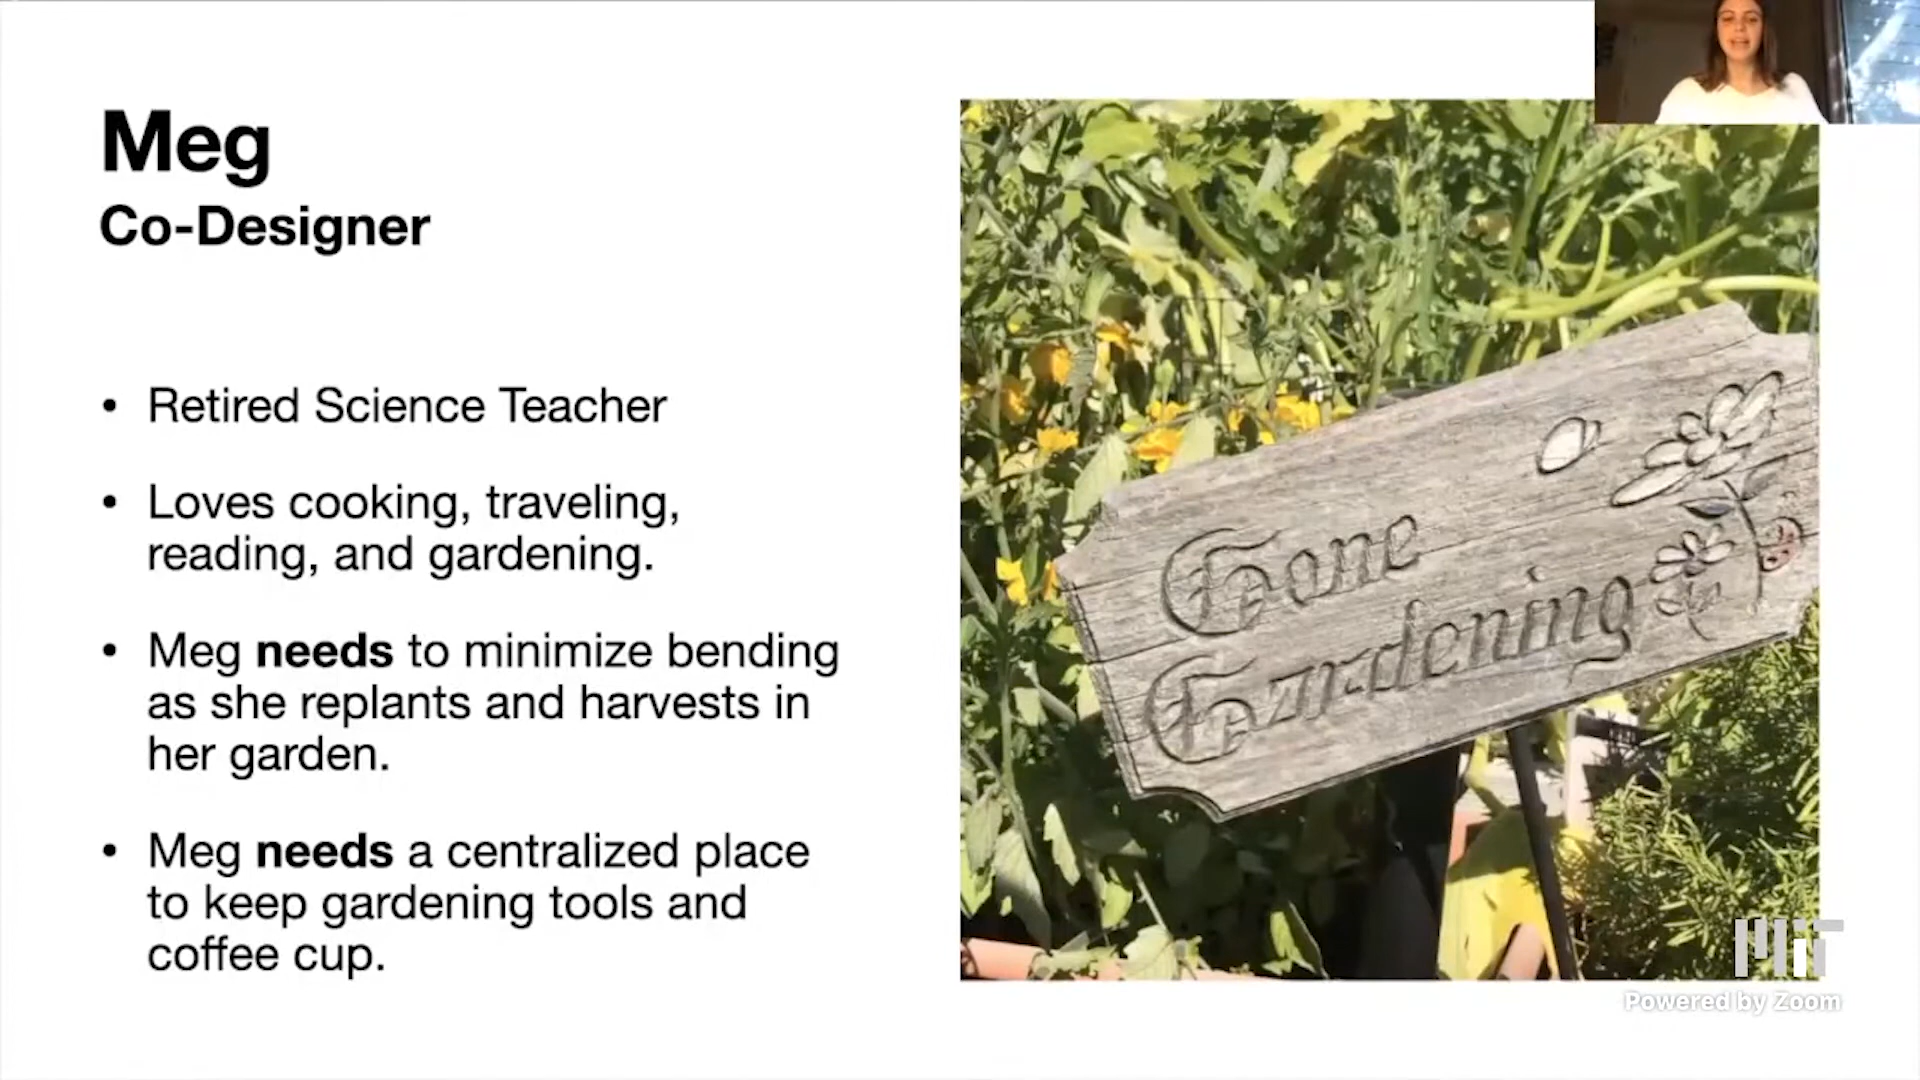 Meg
Co-Designer
• Retired Science Teacher
• Loves cooking, traveling,
reading, and gardening.
• Meg needs to minimize bending
as she replants and harvests in
her garden.
• Meg needs a centralized place
to keep gardening tools and
coffee cup.
Gone
Gardening
MIT
Powered by Zoom